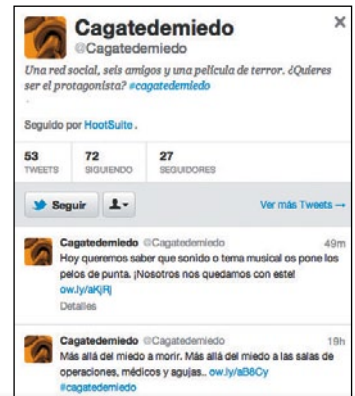 Cagatedemiedo
@Cagatedemiedo
Una red social, seis amigos y una película de terror. ¿Quieres
ser el protagonista? #cagatedemiedo
Seguido por HootSuite.
53 72 27
TWEETS SIGUIENDO SEGUIDORES
Seguir Ver más Tweets →
Cagatedemiedo @Cagatedemiedo 49m
Hoy queremos saber que sonido o tema musical os pone los
pelos de punta. ¡Nosotros nos quedamos con este!
ow.ly/aKjRj
Detalles
Cagatedemiedo @Cagatedemiedo 19h
Más allá del miedo a morir. Más allá del miedo a las salas de
operaciones, médicos y agujas.. ow.ly/aB8Cy
#cagatedemiedo